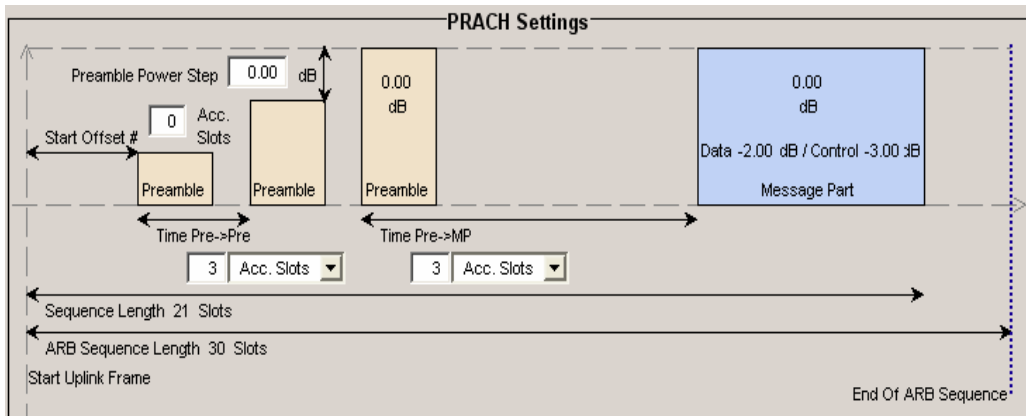 PRACH Settings
Preamble Power Step 0.00 dB
0.00
dB
0.00
dB
Start Offset # 0 Acc.
Slots
Data -2.00 dB / Control -3.00 dB
Preamble
Preamble
Preamble
Message Part
Time Pre->Pre
Time Pre->MP
3 Acc. Slots
3 Acc. Slots
Sequence Length 21 Slots
ARB Sequence Length 30 Slots
Start Uplink Frame
End Of ARB Sequence